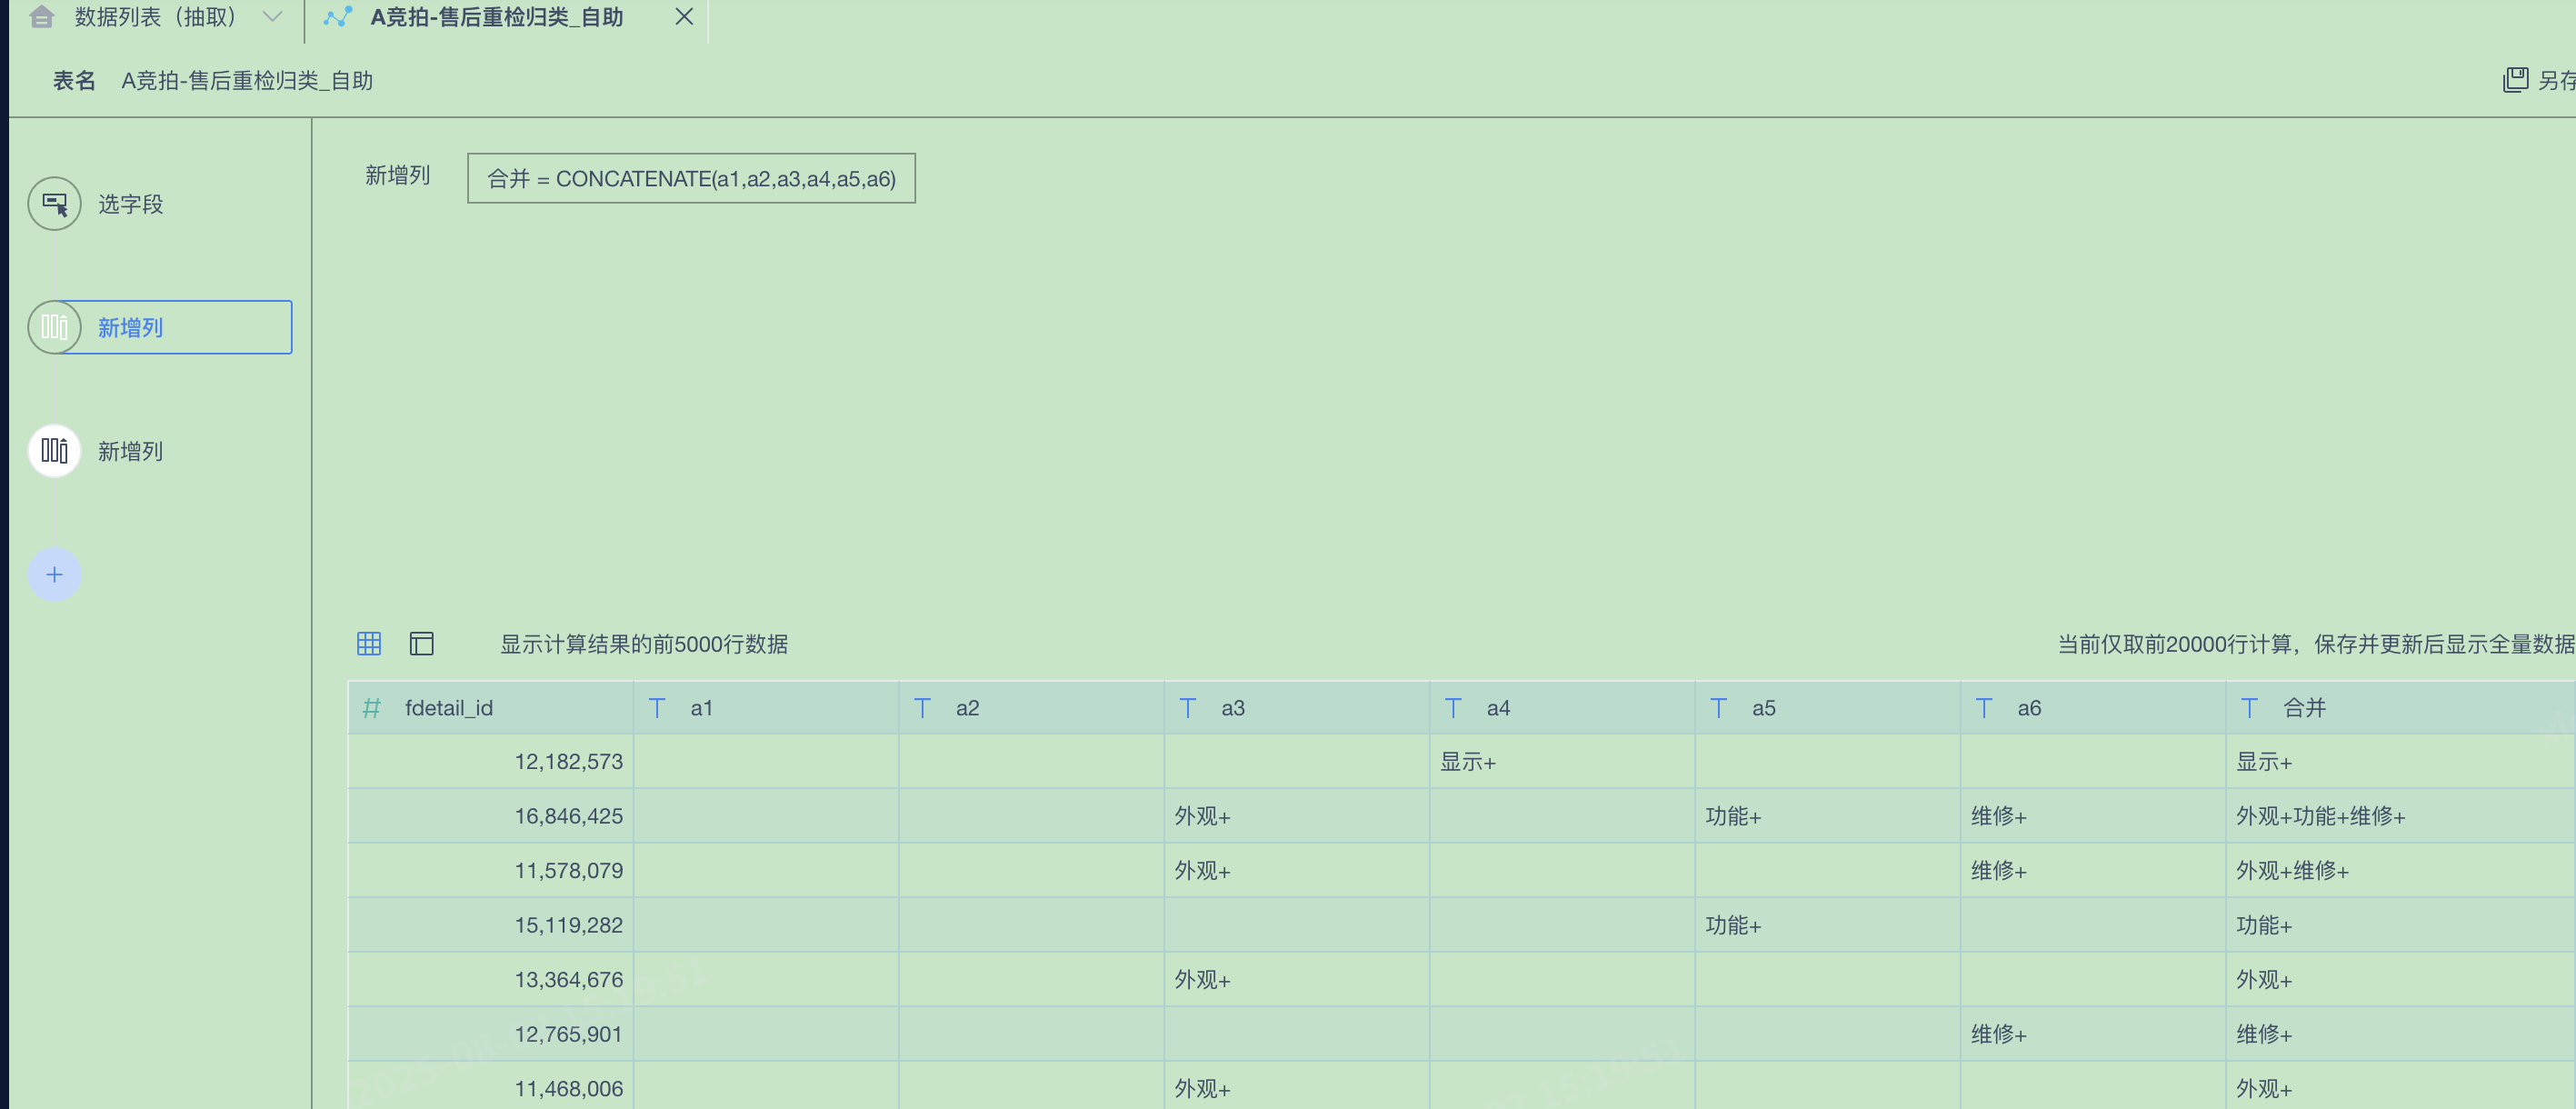 数据列表（抽取） A竞拍-售后重检归类_自助
表名 A竞拍-售后重检归类_自助 另存
选字段
新增列
新增列
新增列 合并 = CONCATENATE(a1,a2,a3,a4,a5,a6)
显示计算结果的前5000行数据 当前仅取前20000行计算，保存并更新后显示全量数据
# fdetail_id T a1 T a2 T a3 T a4 T a5 T a6 T 合并
12,182,573 显示+ 显示+
16,846,425 外观+ 功能+ 维修+ 外观+功能+维修+
11,578,079 外观+ 维修+ 外观+维修+
15,119,282 功能+ 功能+
13,364,676 外观+ 外观+
12,765,901 维修+ 维修+
11,468,006 外观+ 外观+